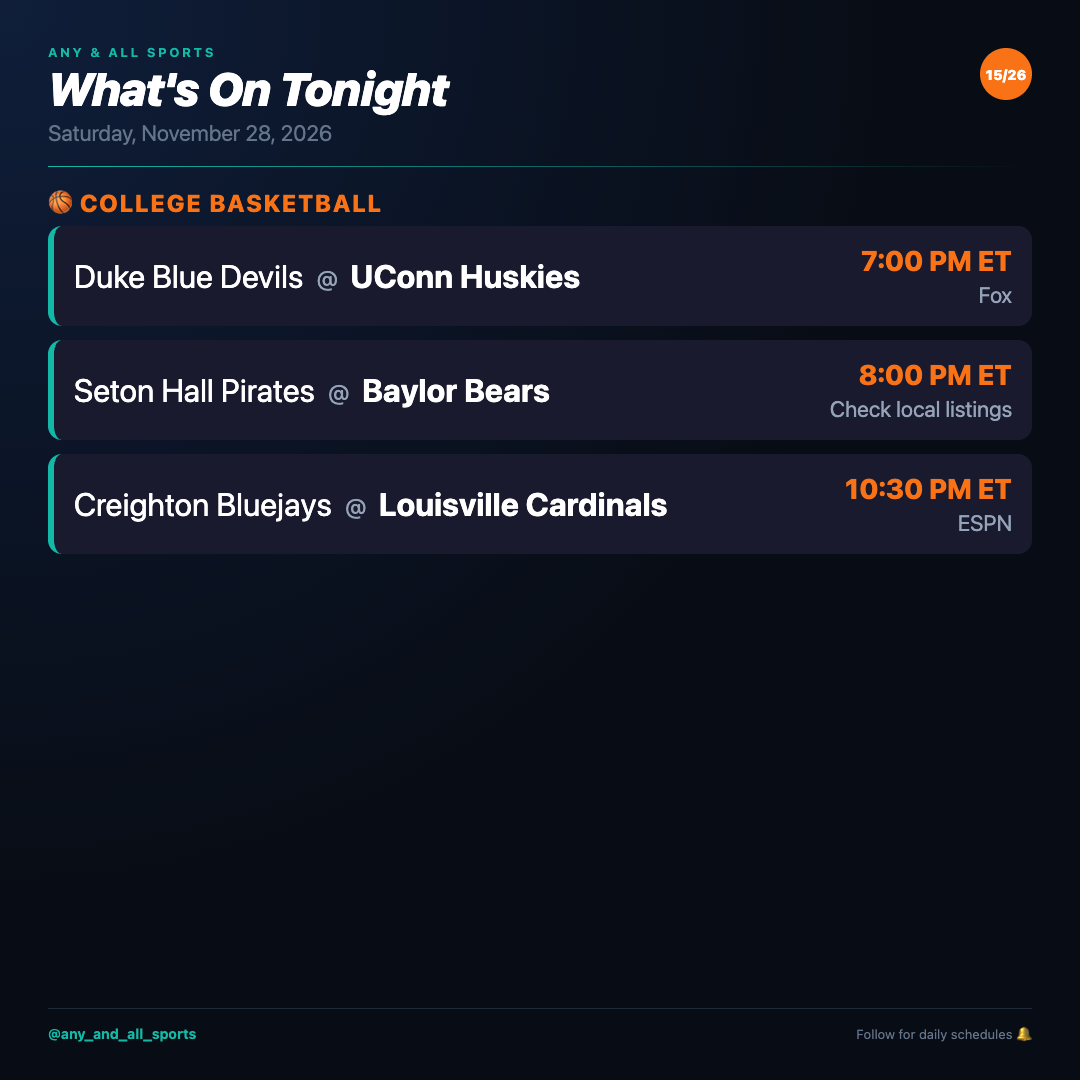 ANY & ALL SPORTS
What's On Tonight
Saturday, November 28, 2026
15/26
🏀 COLLEGE BASKETBALL
Duke Blue Devils @ UConn Huskies
7:00 PM ET
Fox
Seton Hall Pirates @ Baylor Bears
8:00 PM ET
Check local listings
Creighton Bluejays @ Louisville Cardinals
10:30 PM ET
ESPN
@any_and_all_sports
Follow for daily schedules 🔔